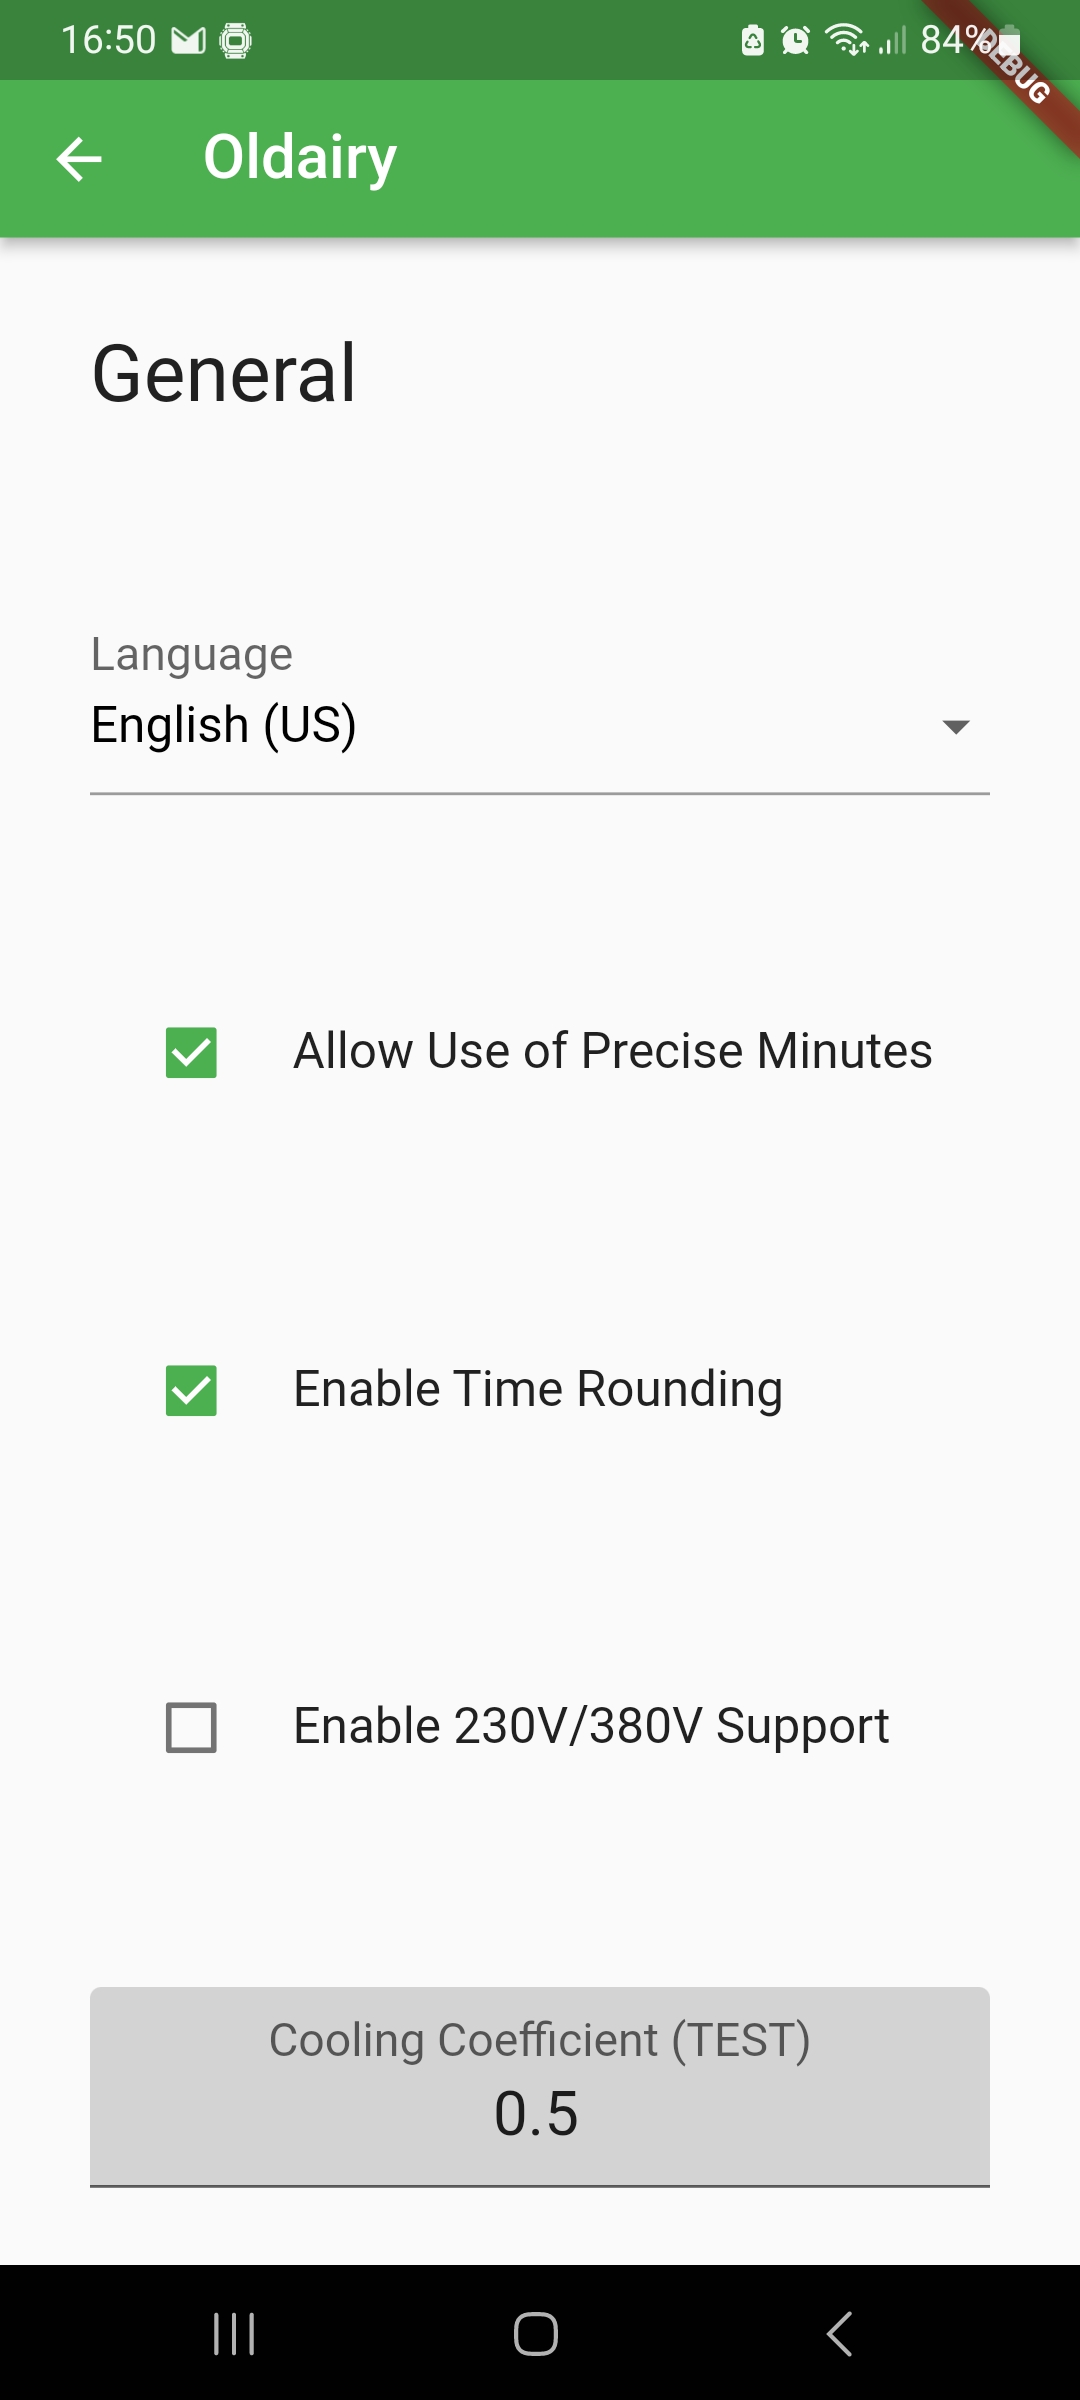 16:50
84%
DEBUG
Oldairy
General
Language
English (US)
Allow Use of Precise Minutes
Enable Time Rounding
Enable 230V/380V Support
Cooling Coefficient (TEST)
0.5